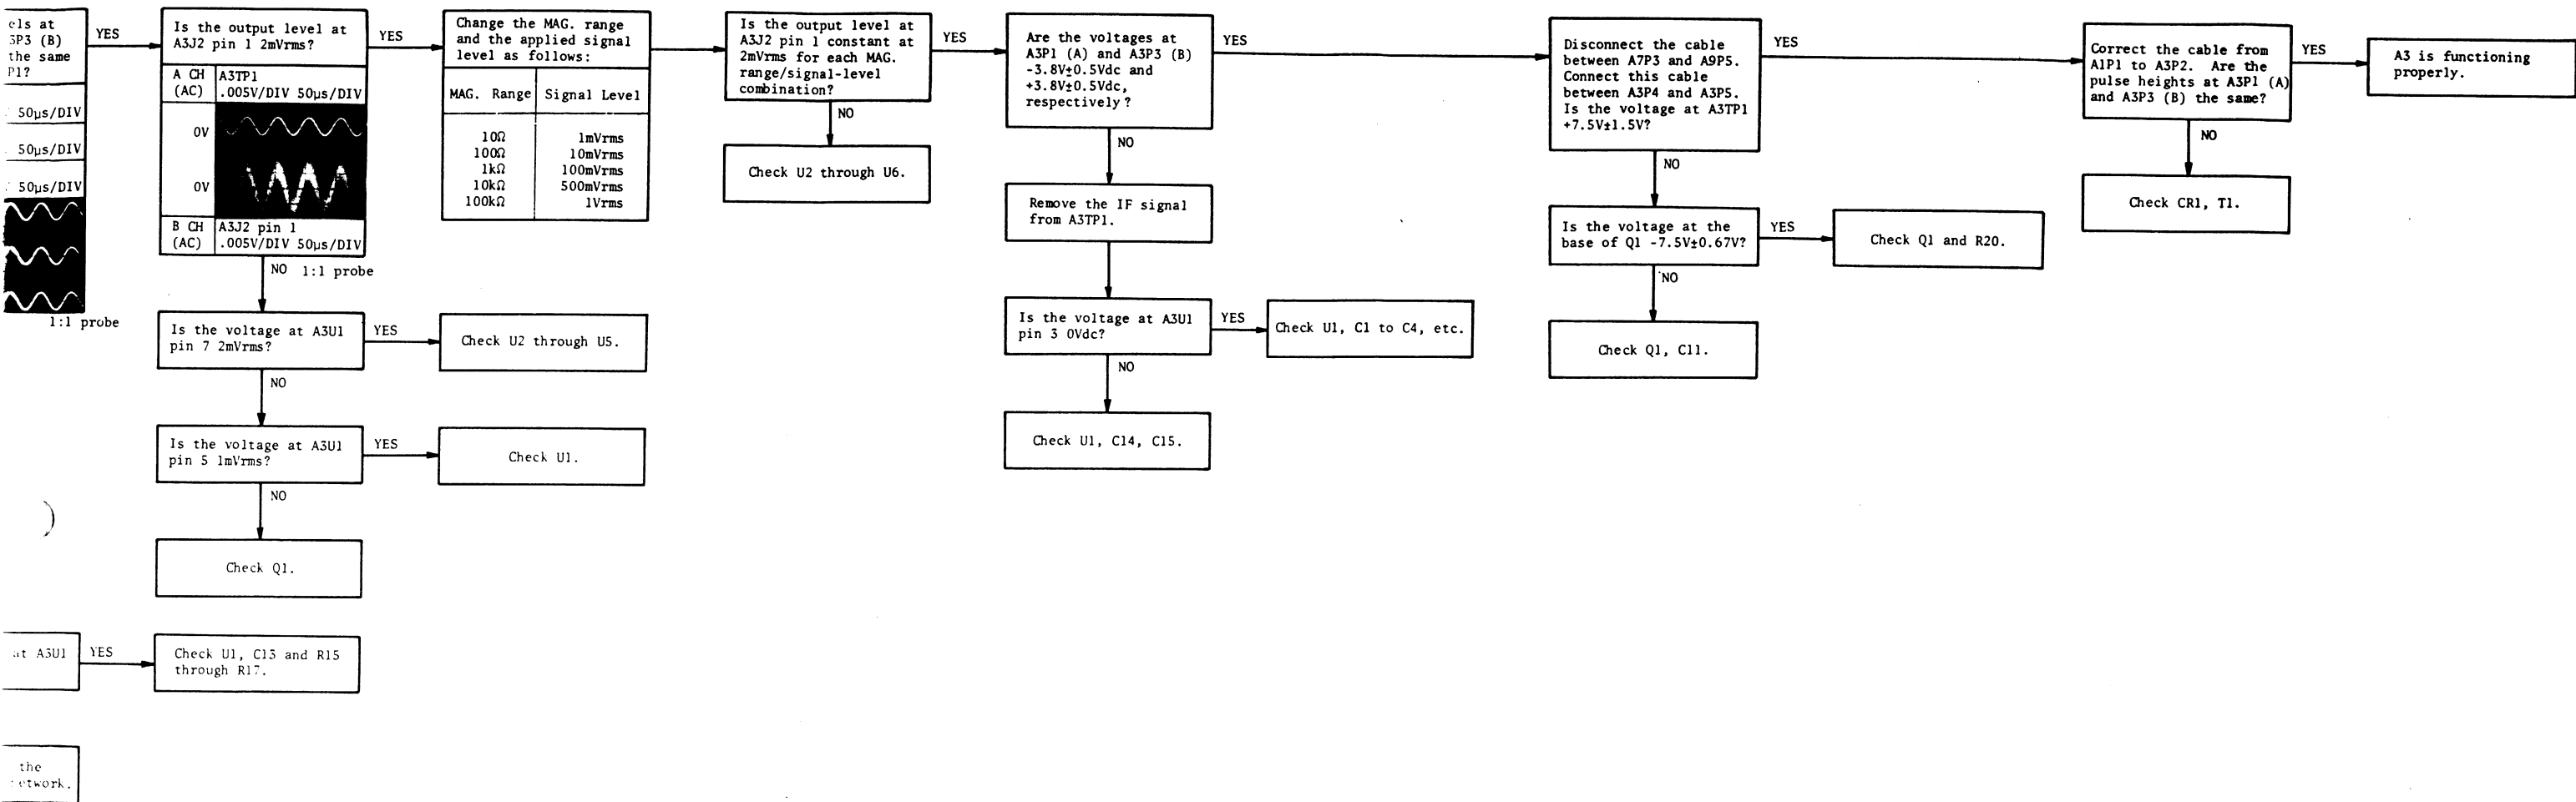 els at
3P3 (B)
the same
P1?
50µs/DIV
50µs/DIV
50µs/DIV
1:1 probe
YES
Is the output level at
A3J2 pin 1 2mVrms?
A CH
(AC)
A3TP1
.005V/DIV 50µs/DIV
0V
0V
B CH
(AC)
A3J2 pin 1
.005V/DIV 50µs/DIV
NO
1:1 probe
Is the voltage at A3U1
pin 7 2mVrms?
YES
Check U2 through U5.
NO
Is the voltage at A3U1
pin 5 1mVrms?
YES
Check U1.
NO
Check Q1.
at A3U1
YES
Check U1, C13 and R15
through R17.
the
etwork.
YES
Change the MAG. range
and the applied signal
level as follows:
MAG. Range Signal Level
10Ω 1mVrms
100Ω 10mVrms
1kΩ 100mVrms
10kΩ 500mVrms
100kΩ 1Vrms
Is the output level at
A3J2 pin 1 constant at
2mVrms for each MAG.
range/signal-level
combination?
NO
Check U2 through U6.
YES
Are the voltages at
A3P1 (A) and A3P3 (B)
-3.8V±0.5Vdc and
+3.8V±0.5Vdc,
respectively?
NO
Remove the IF signal
from A3TP1.
Is the voltage at A3U1
pin 3 0Vdc?
YES
Check U1, C1 to C4, etc.
NO
Check U1, C14, C15.
YES
Disconnect the cable
between A7P3 and A9P5.
Connect this cable
between A3P4 and A3P5.
Is the voltage at A3TP1
+7.5V±1.5V?
NO
Is the voltage at the
base of Q1 -7.5V±0.67V?
YES
Check Q1 and R20.
NO
Check Q1, C11.
YES
Correct the cable from
A1P1 to A3P2. Are the
pulse heights at A3P1 (A)
and A3P3 (B) the same?
NO
Check CR1, T1.
YES
A3 is functioning
properly.